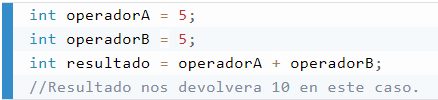 int operadorA = 5;
int operadorB = 5;
int resultado = operadorA + operadorB;
//Resultado nos devolvera 10 en este caso.